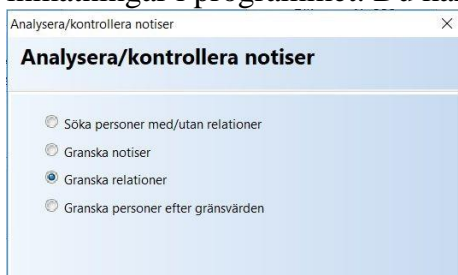 Analysera/kontrollera notiser
Analysera/kontrollera notiser
Söka personer med/utan relationer
Granska notiser
Granska relationer
Granska personer efter gränsvärden